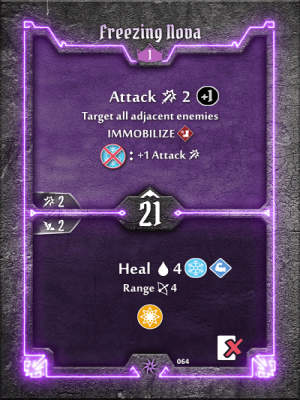 Freezing Nova
1
Attack 2 +1
Target all adjacent enemies
IMMOBILIZE
: +1 Attack
2
21
2
Heal 4
Range 4
064